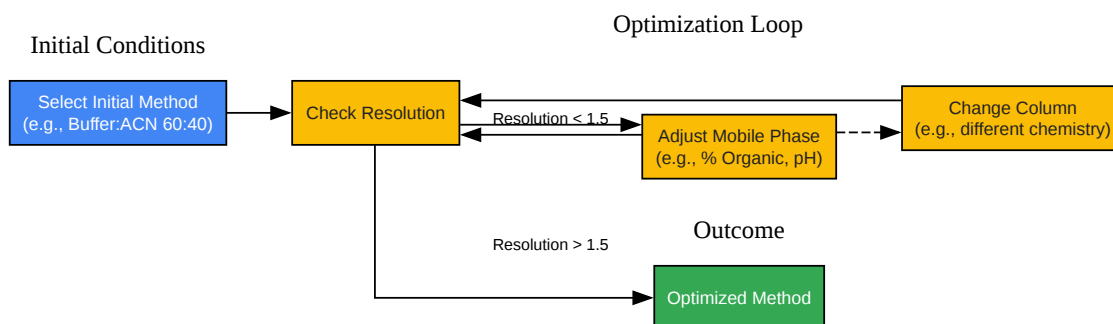 Optimization Loop
Initial Conditions
Select Initial Method
(e.g., Buffer:ACN 60:40)
Check Resolution
Resolution < 1.5
Adjust Mobile Phase
(e.g., % Organic, pH)
Change Column
(e.g., different chemistry)
Resolution > 1.5
Outcome
Optimized Method